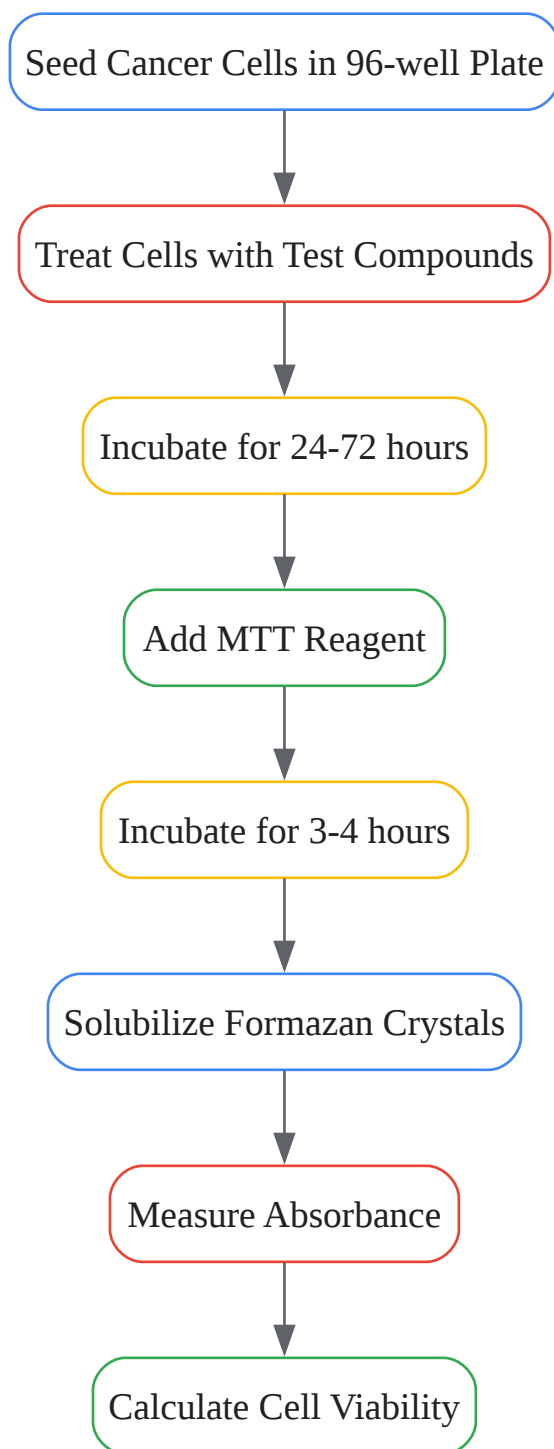 Seed Cancer Cells in 96-well Plate
Treat Cells with Test Compounds
Incubate for 24-72 hours
Add MTT Reagent
Incubate for 3-4 hours
Solubilize Formazan Crystals
Measure Absorbance
Calculate Cell Viability